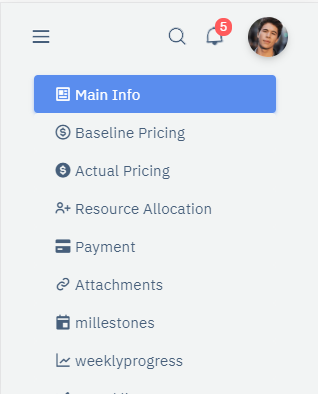 5
Main Info
Baseline Pricing
Actual Pricing
Resource Allocation
Payment
Attachments
millestones
weeklyprogress